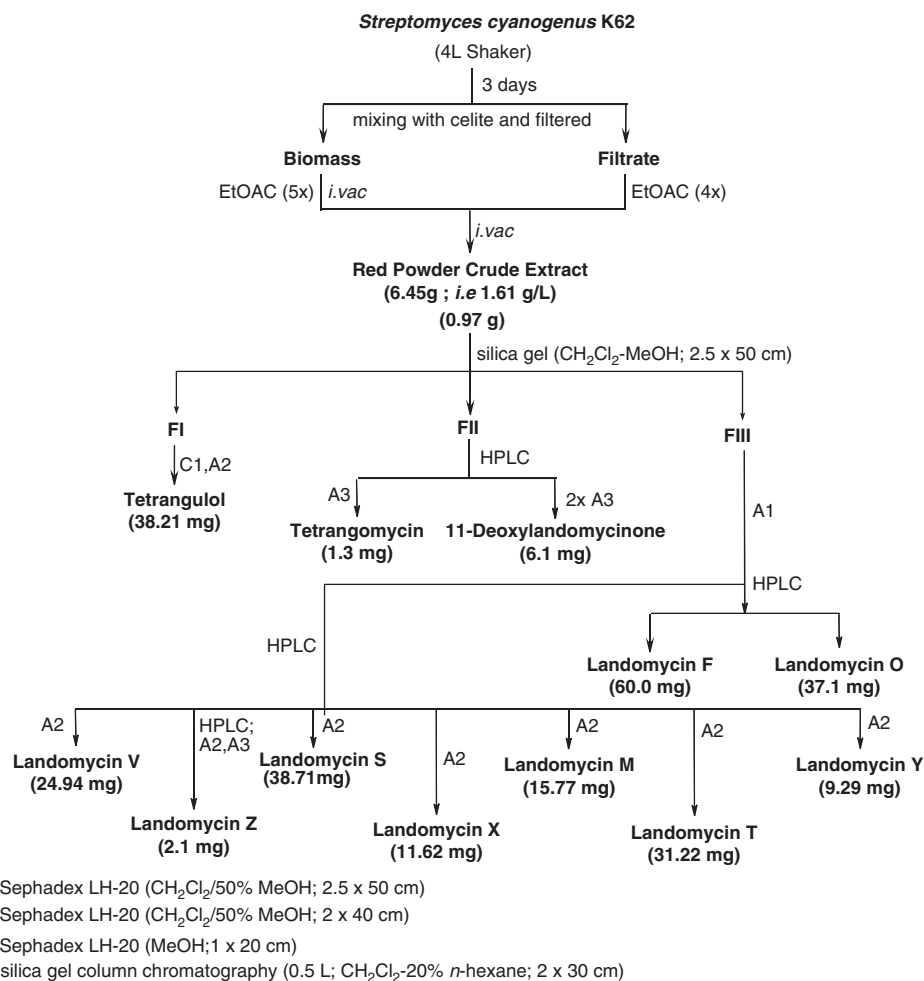 Streptomyces cyanogenus K62
(4L Shaker)
3 days
mixing with celite and filtered
Biomass
Filtrate
EtOAC (5x)
i.vac
EtOAC (4x)
i.vac
Red Powder Crude Extract
(6.45g ; i.e 1.61 g/L)
(0.97 g)
silica gel (CH₂Cl₂-MeOH; 2.5 x 50 cm)
FI
FII
FIII
C1,A2
HPLC
Tetrangulol
(38.21 mg)
A3
2x A3
A1
Tetrangomycin
(1.3 mg)
11-Deoxylandomycinone
(6.1 mg)
HPLC
HPLC
Landomycin F
(60.0 mg)
Landomycin O
(37.1 mg)
A2
HPLC;
A2,A3
A2
A2
A2
A2
A2
Landomycin V
(24.94 mg)
Landomycin S
(38.71mg)
Landomycin M
(15.77 mg)
Landomycin Y
(9.29 mg)
Landomycin Z
(2.1 mg)
Landomycin X
(11.62 mg)
Landomycin T
(31.22 mg)
Sephadex LH-20 (CH₂Cl₂/50% MeOH; 2.5 x 50 cm)
Sephadex LH-20 (CH₂Cl₂/50% MeOH; 2 x 40 cm)
Sephadex LH-20 (MeOH;1 x 20 cm)
silica gel column chromatography (0.5 L; CH₂Cl₂-20% n-hexane; 2 x 30 cm)